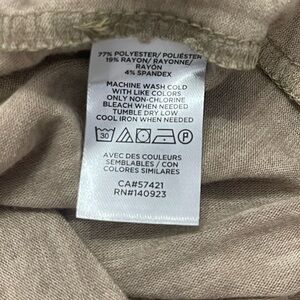 77% POLYESTER/ POLIÉSTER
19% RAYON/ RAYONNE/
RAYÓN
4% SPANDEX
MACHINE WASH COLD
WITH LIKE COLORS
ONLY NON-CHLORINE
BLEACH WHEN NEEDED
TUMBLE DRY LOW
COOL IRON WHEN NEEDED
30 P
AVEC DES COULEURS
SEMBLABLES / CON
COLORES SIMILARES
CA#57421
RN#140923